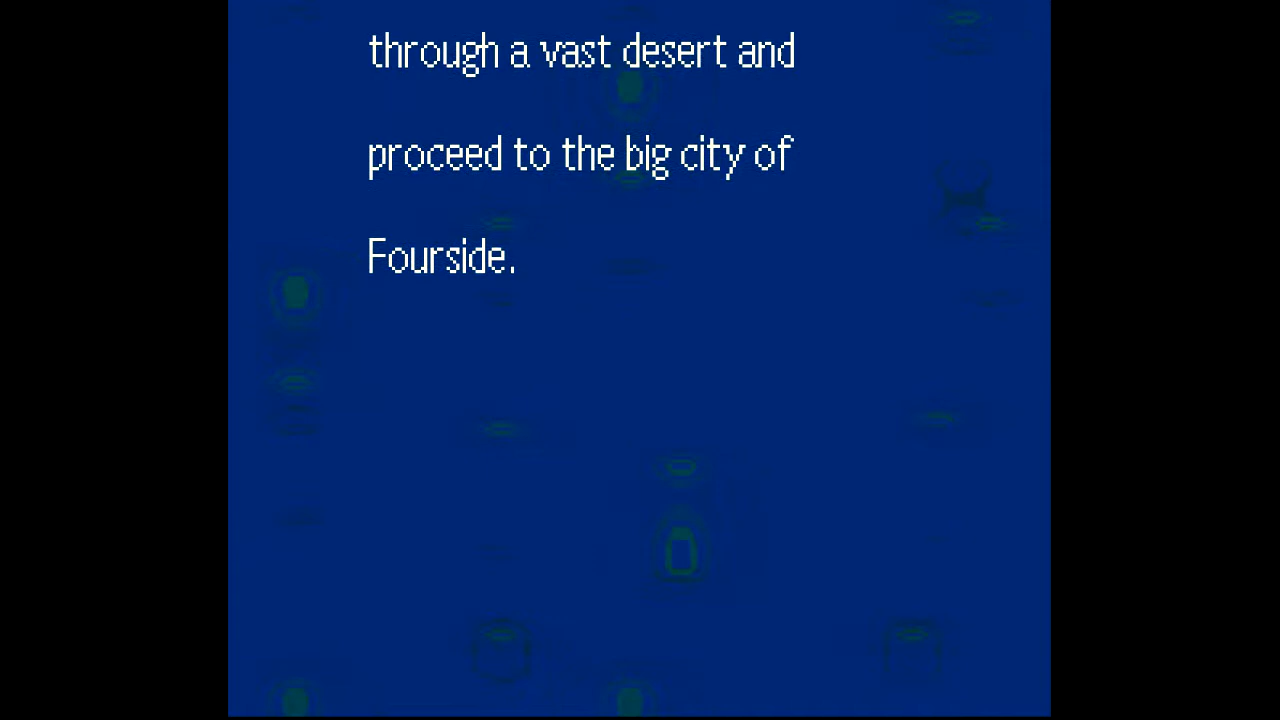 through a vast desert and
proceed to the big city of
Fourside.